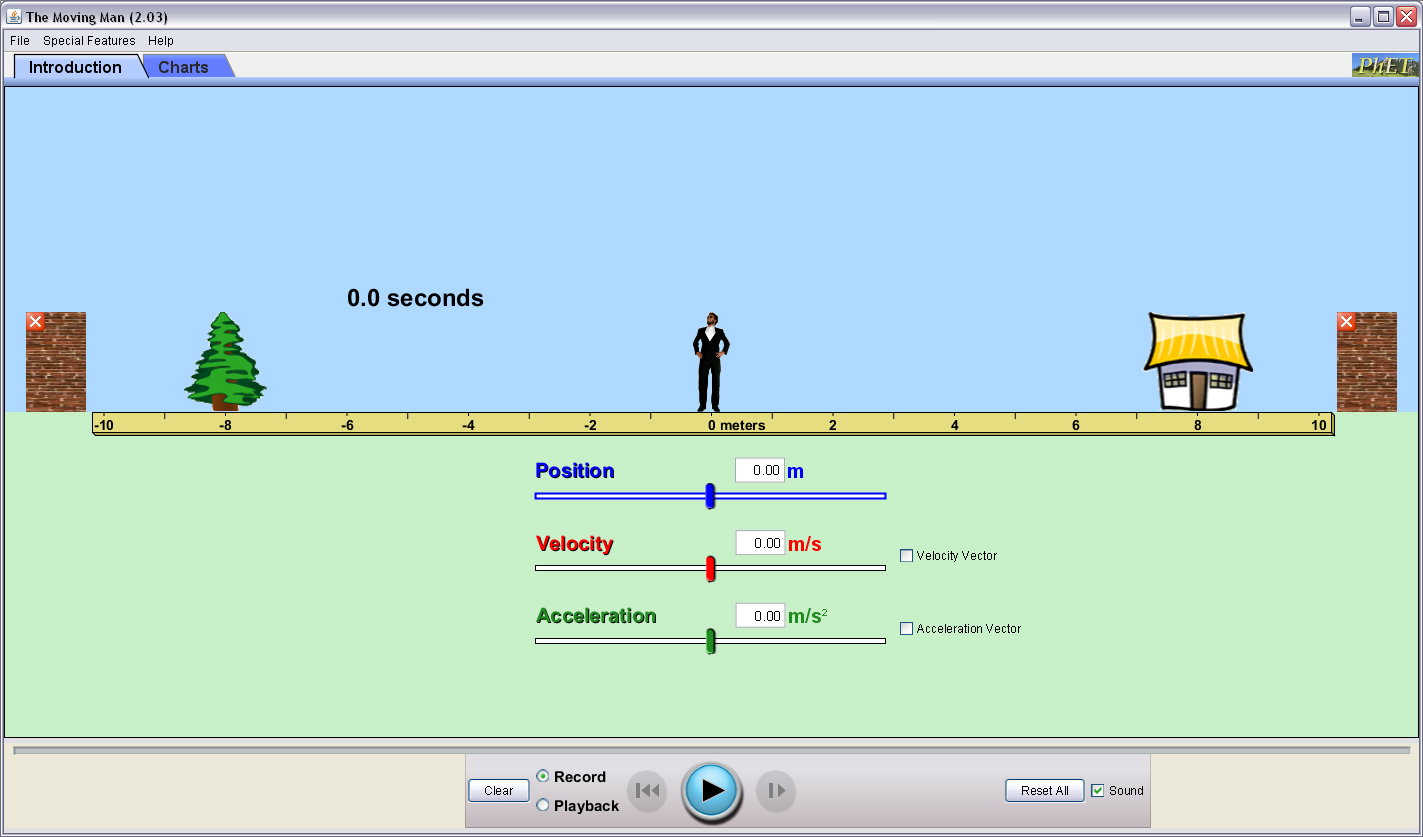 The Moving Man (2.03)
File Special Features Help
Introduction Charts
PhET
0.0 seconds
-10 -8 -6 -4 -2 0 meters 2 4 6 8 10
Position 0.00 m
Velocity 0.00 m/s
Velocity Vector
Acceleration 0.00 m/s²
Acceleration Vector
Clear
Record
Playback
Reset All
Sound